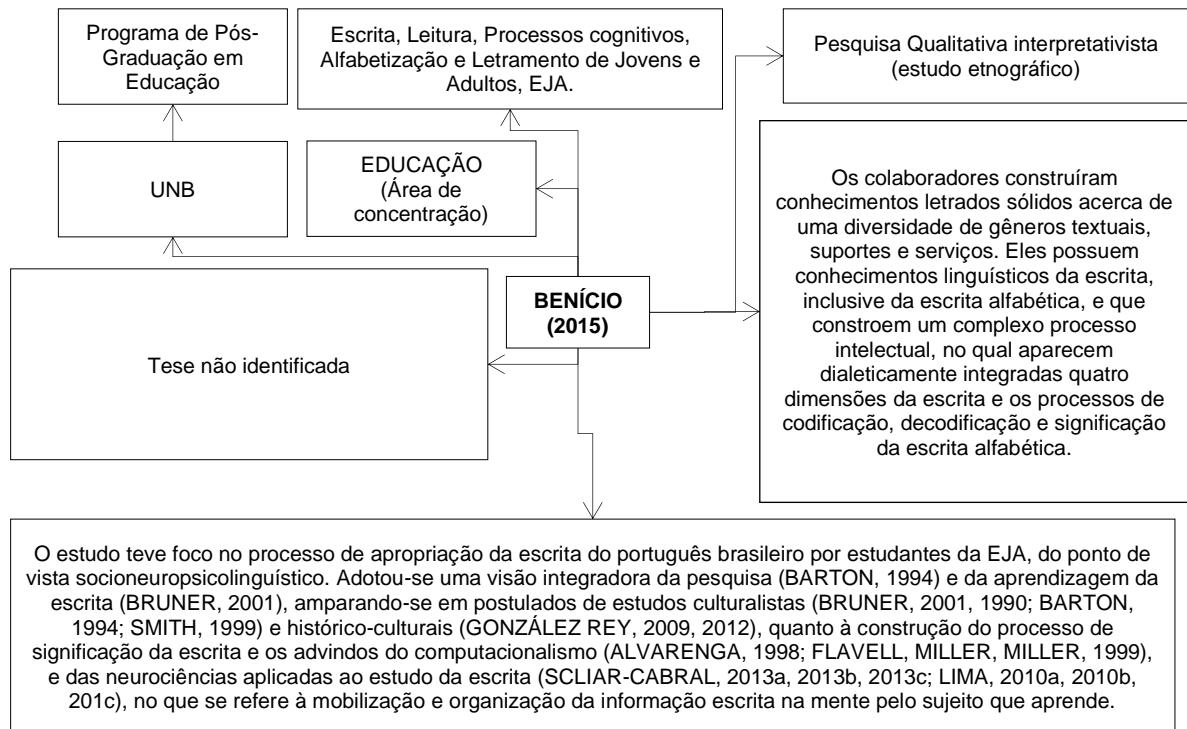 Programa de Pós-
Graduação em
Educação
Escrita, Leitura, Processos cognitivos,
Alfabetização e Letramento de Jovens e
Adultos, EJA.
Pesquisa Qualitativa interpretativista
(estudo etnográfico)
UNB
EDUCAÇÃO
(Área de
concentração)
Os colaboradores construíram
conhecimentos letrados sólidos acerca de
uma diversidade de gêneros textuais,
suportes e serviços. Eles possuem
conhecimentos linguísticos da escrita,
inclusive da escrita alfabética, e que
constroem um complexo processo
intelectual, no qual aparecem
dialeticamente integradas quatro
dimensões da escrita e os processos de
codificação, decodificação e significação
da escrita alfabética.
BENÍCIO
(2015)
Tese não identificada
O estudo teve foco no processo de apropriação da escrita do português brasileiro por estudantes da EJA, do ponto de
vista socioneuropsicolinguístico. Adotou-se uma visão integradora da pesquisa (BARTON, 1994) e da aprendizagem da
escrita (BRUNER, 2001), amparando-se em postulados de estudos culturalistas (BRUNER, 2001, 1990; BARTON,
1994; SMITH, 1999) e histórico-culturais (GONZÁLEZ REY, 2009, 2012), quanto à construção do processo de
significação da escrita e os advindos do computacionalismo (ALVARENGA, 1998; FLAVELL, MILLER, MILLER, 1999),
e das neurociências aplicadas ao estudo da escrita (SCLIAR-CABRAL, 2013a, 2013b, 2013c; LIMA, 2010a, 2010b,
201c), no que se refere à mobilização e organização da informação escrita na mente pelo sujeito que aprende.